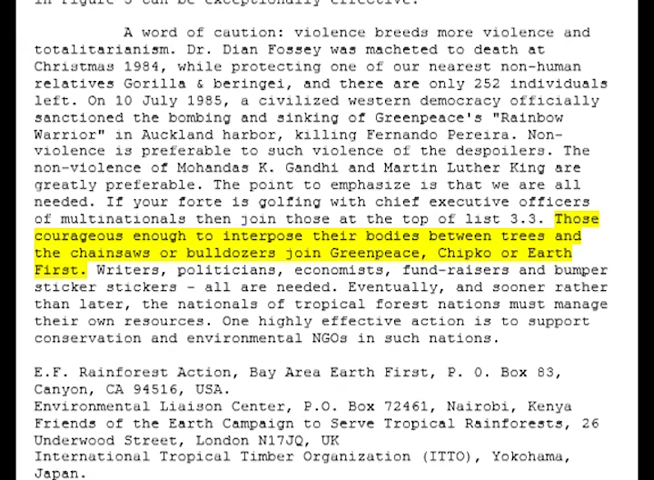 in Figure 3 can be exceptionally effective.
A word of caution: violence breeds more violence and
totalitarianism. Dr. Dian Fossey was macheted to death at
Christmas 1984, while protecting one of our nearest non-human
relatives Gorilla & beringei, and there are only 252 individuals
left. On 10 July 1985, a civilized western democracy officially
sanctioned the bombing and sinking of Greenpeace's "Rainbow
Warrior" in Auckland harbor, killing Fernando Pereira. Non-
violence is preferable to such violence of the despoilers. The
non-violence of Mohandas K. Gandhi and Martin Luther King are
greatly preferable. The point to emphasize is that we are all
needed. If your forte is golfing with chief executive officers
of multinationals then join those at the top of list 3.3. Those
courageous enough to interpose their bodies between trees and
the chainsaws or bulldozers join Greenpeace, Chipko or Earth
First. Writers, politicians, economists, fund-raisers and bumper
sticker stickers - all are needed. Eventually, and sooner rather
than later, the nationals of tropical forest nations must manage
their own resources. One highly effective action is to support
conservation and environmental NGOs in such nations.
E.F. Rainforest Action, Bay Area Earth First, P. O. Box 83,
Canyon, CA 94516, USA.
Environmental Liaison Center, P.O. Box 72461, Nairobi, Kenya
Friends of the Earth Campaign to Serve Tropical Rainforests, 26
Underwood Street, London N17JQ, UK
International Tropical Timber Organization (ITTO), Yokohama,
Japan.